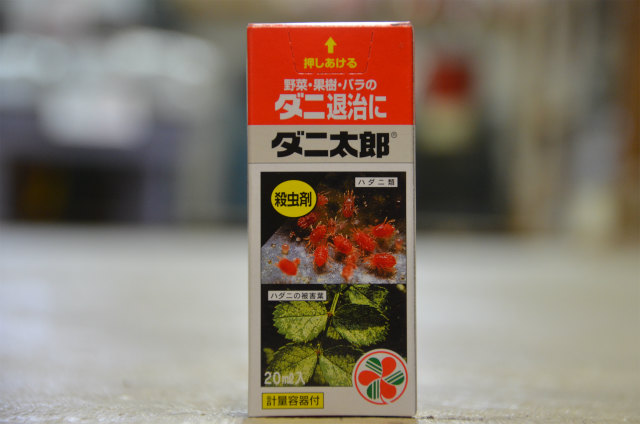 押しあける
野菜・果樹・バラの
ダニ退治に
ダニ太郎®
殺虫剤
ハダニ類
ハダニの被害葉
20mℓ入
計量容器付